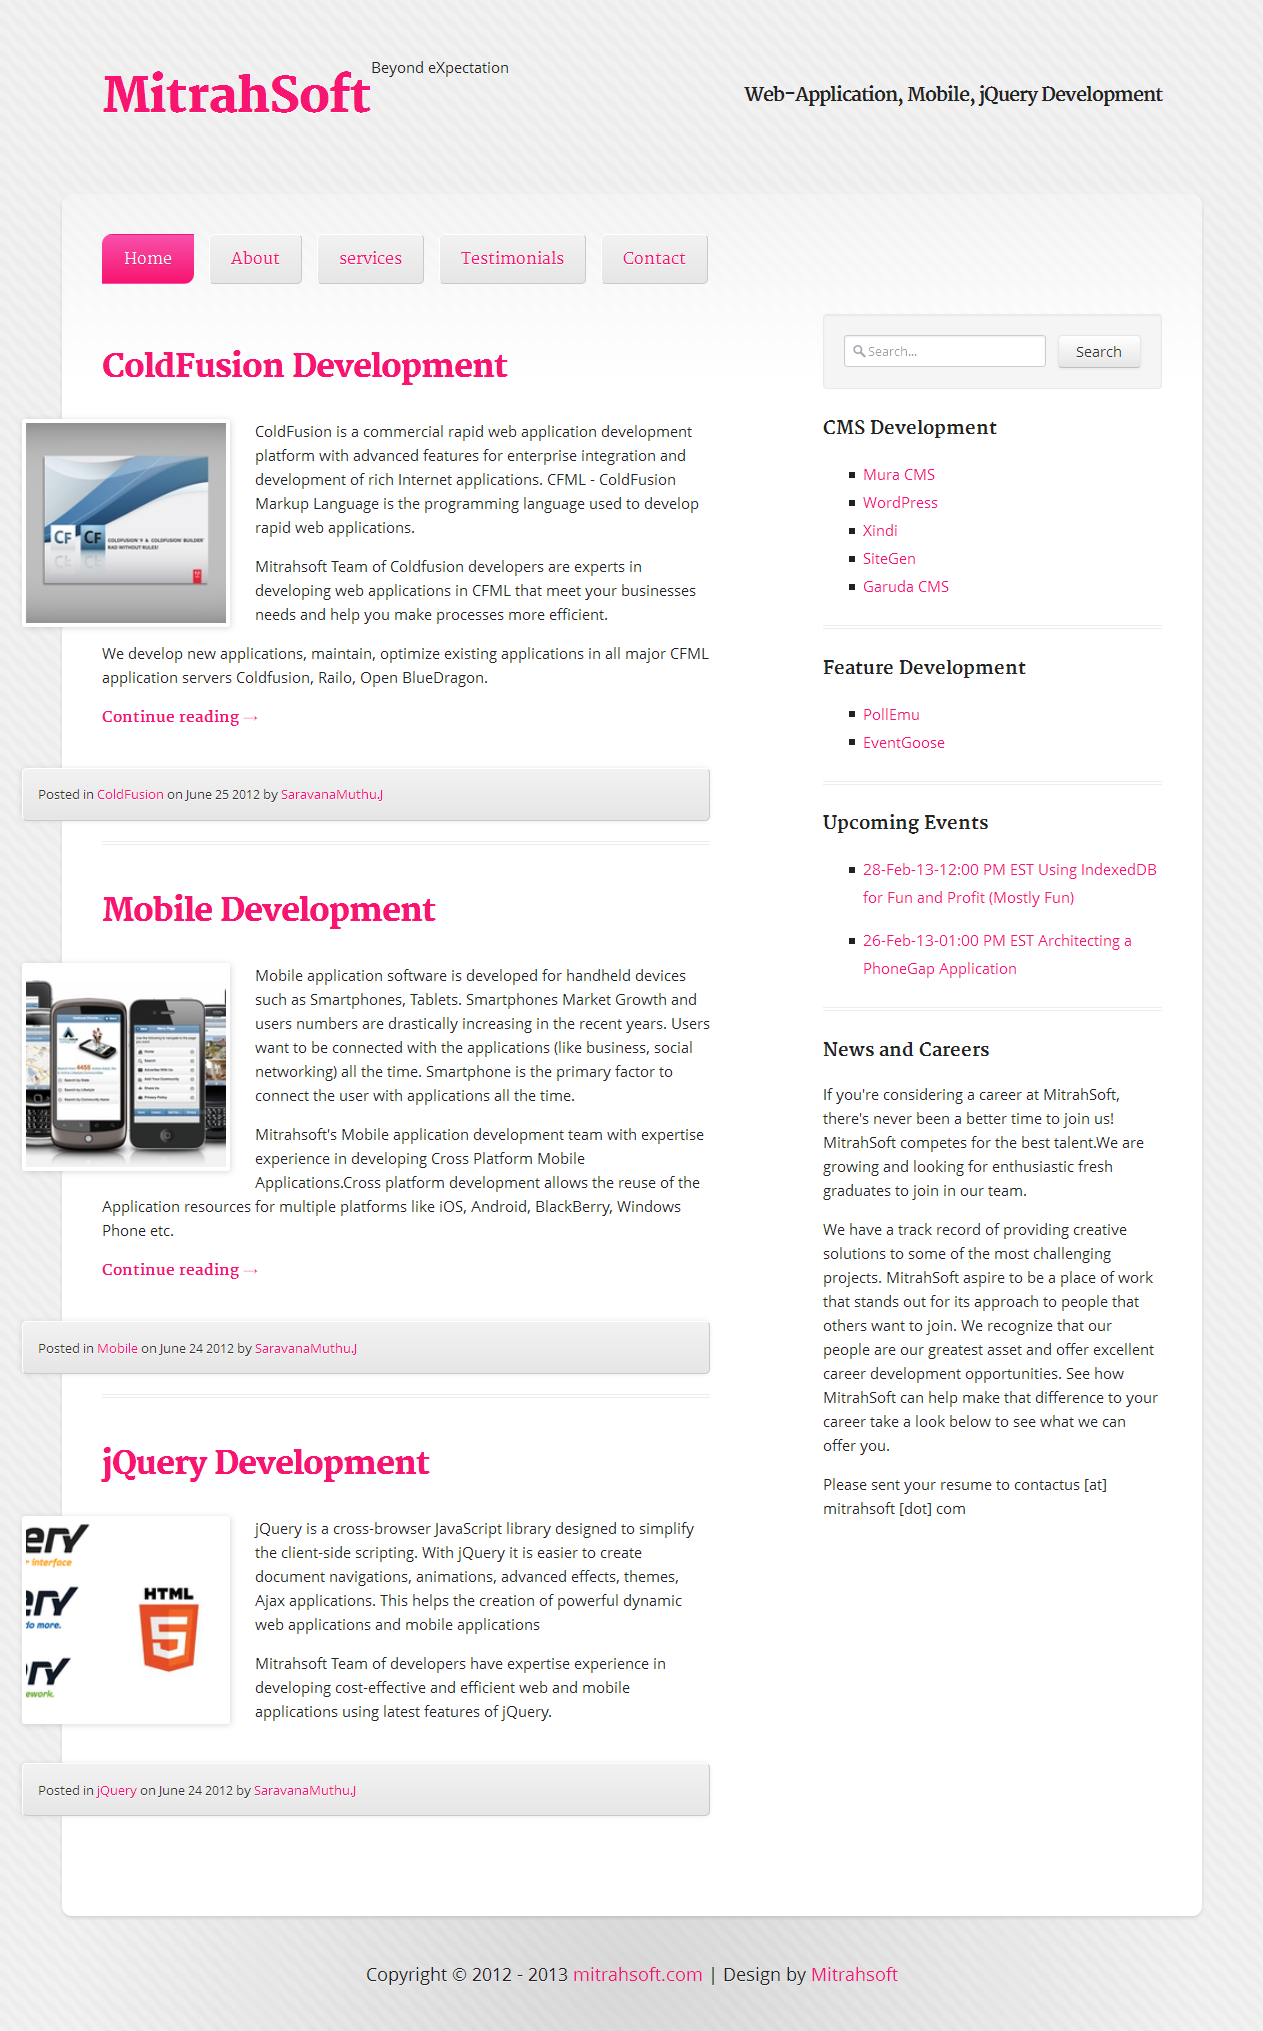 MitrahSoft
Beyond eXpectation
Web-Application, Mobile, jQuery Development
Home
About
services
Testimonials
Contact
ColdFusion Development
CF CF
COLDFUSION 9 & COLDFUSION BUILDER
RAD WITHOUT RULES!
ColdFusion is a commercial rapid web application development
platform with advanced features for enterprise integration and
development of rich Internet applications. CFML - ColdFusion
Markup Language is the programming language used to develop
rapid web applications.
Mitrahsoft Team of Coldfusion developers are experts in
developing web applications in CFML that meet your businesses
needs and help you make processes more efficient.
We develop new applications, maintain, optimize existing applications in all major CFML
application servers Coldfusion, Railo, Open BlueDragon.
Continue reading →
Posted in ColdFusion on June 25 2012 by SaravanaMuthu.J
Mobile Development
Mobile application software is developed for handheld devices
such as Smartphones, Tablets. Smartphones Market Growth and
users numbers are drastically increasing in the recent years. Users
want to be connected with the applications (like business, social
networking) all the time. Smartphone is the primary factor to
connect the user with applications all the time.
Mitrahsoft's Mobile application development team with expertise
experience in developing Cross Platform Mobile
Applications.Cross platform development allows the reuse of the
Application resources for multiple platforms like iOS, Android, BlackBerry, Windows
Phone etc.
Continue reading →
Posted in Mobile on June 24 2012 by SaravanaMuthu.J
jQuery Development
ery
r interface
ery
do more.
ery
ework.
HTML
5
jQuery is a cross-browser JavaScript library designed to simplify
the client-side scripting. With jQuery it is easier to create
document navigations, animations, advanced effects, themes,
Ajax applications. This helps the creation of powerful dynamic
web applications and mobile applications
Mitrahsoft Team of developers have expertise experience in
developing cost-effective and efficient web and mobile
applications using latest features of jQuery.
Posted in jQuery on June 24 2012 by SaravanaMuthu.J
Search...
Search
CMS Development
Mura CMS
WordPress
Xindi
SiteGen
Garuda CMS
Feature Development
PollEmu
EventGoose
Upcoming Events
28-Feb-13-12:00 PM EST Using IndexedDB
for Fun and Profit (Mostly Fun)
26-Feb-13-01:00 PM EST Architecting a
PhoneGap Application
News and Careers
If you're considering a career at MitrahSoft,
there's never been a better time to join us!
MitrahSoft competes for the best talent.We are
growing and looking for enthusiastic fresh
graduates to join in our team.
We have a track record of providing creative
solutions to some of the most challenging
projects. MitrahSoft aspire to be a place of work
that stands out for its approach to people that
others want to join. We recognize that our
people are our greatest asset and offer excellent
career development opportunities. See how
MitrahSoft can help make that difference to your
career take a look below to see what we can
offer you.
Please sent your resume to contactus [at]
mitrahsoft [dot] com
Copyright © 2012 - 2013 mitrahsoft.com | Design by Mitrahsoft